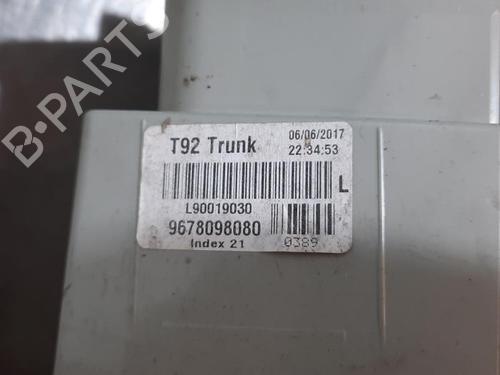 B-PARTS
T92 Trunk
06/06/2017
22:34:53
L
L90019030
9678098080
Index 21
0389